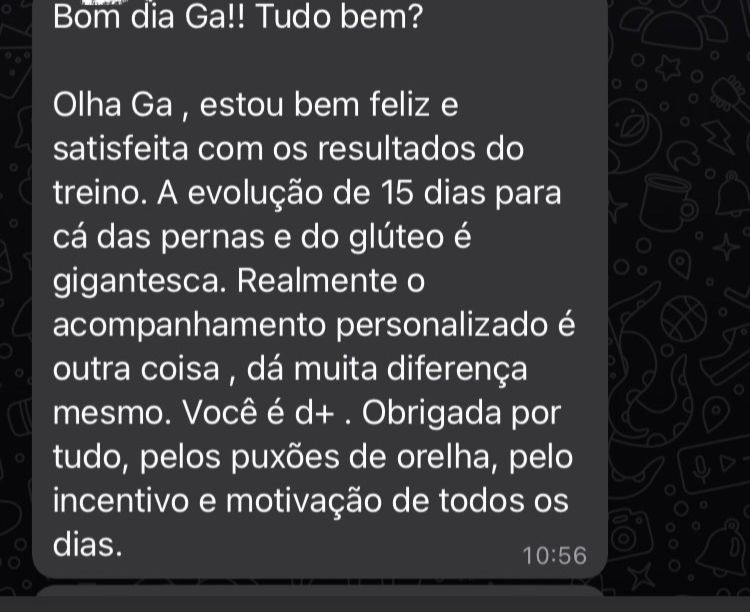 Bom dia Ga!! Tudo bem?
Olha Ga , estou bem feliz e
satisfeita com os resultados do
treino. A evolução de 15 dias para
cá das pernas e do glúteo é
gigantesca. Realmente o
acompanhamento personalizado é
outra coisa , dá muita diferença
mesmo. Você é d+ . Obrigada por
tudo, pelos puxões de orelha, pelo
incentivo e motivação de todos os
dias.
10:56